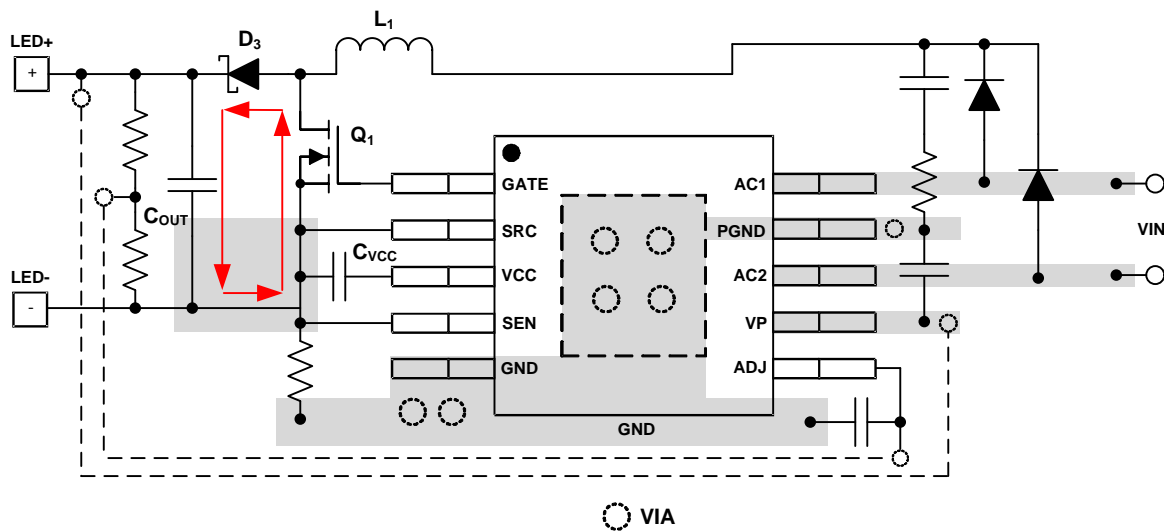 L1
LED+
D3
+
Q1
GATE
AC1
COUT
SRC
PGND
VIN
CVCC
VCC
AC2
LED-
-
SEN
VP
GND
ADJ
GND
VIA